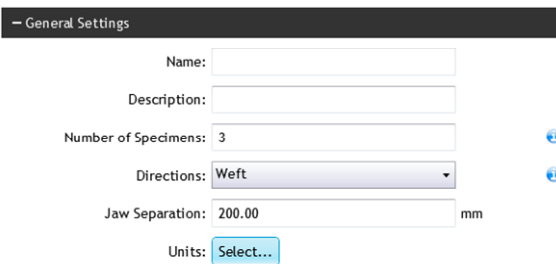 − General Settings
Name:
Description:
Number of Specimens: 3
Directions: Weft
Jaw Separation: 200.00 mm
Units: Select...